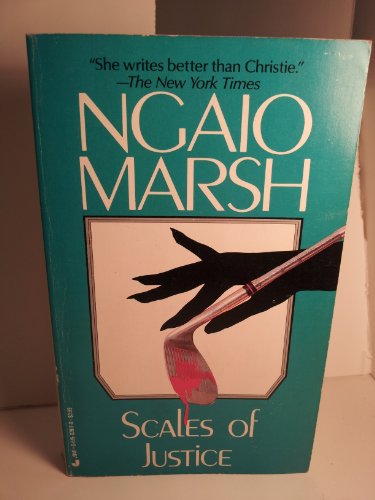 "She writes better than Christie."
—The New York Times
NGAIO
MARSH
SCALES OF
JUSTICE